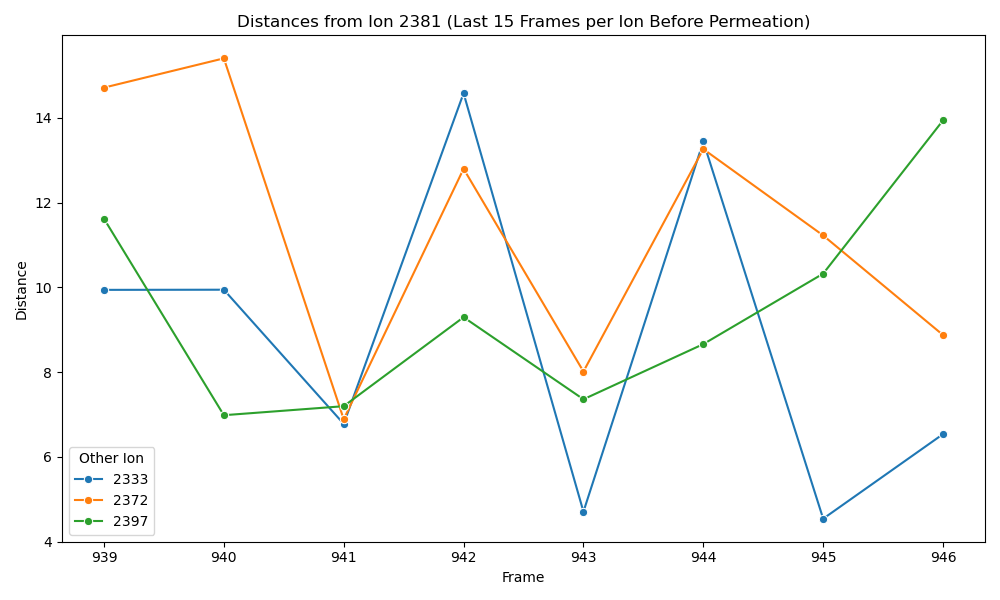 Distances from Ion 2381 (Last 15 Frames per Ion Before Permeation)
Distance
14
12
10
8
6
4
Other Ion
2333
2372
2397
939 940 941 942 943 944 945 946
Frame